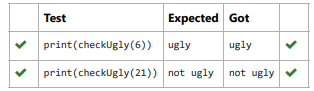 Test Expected Got
print(checkUgly(6)) ugly ugly
print(checkUgly(21)) not ugly not ugly